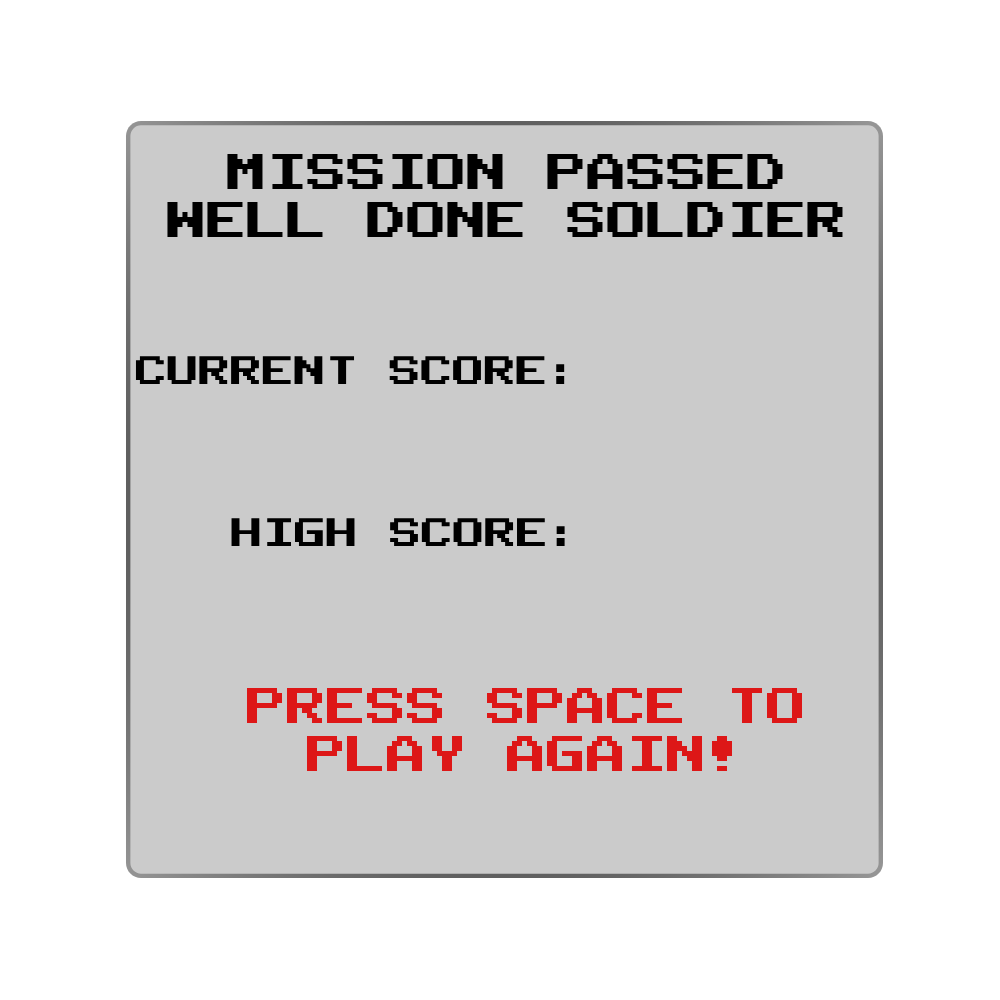 MISSION PASSED
WELL DONE SOLDIER
CURRENT SCORE:
HIGH SCORE:
PRESS SPACE TO
PLAY AGAIN!